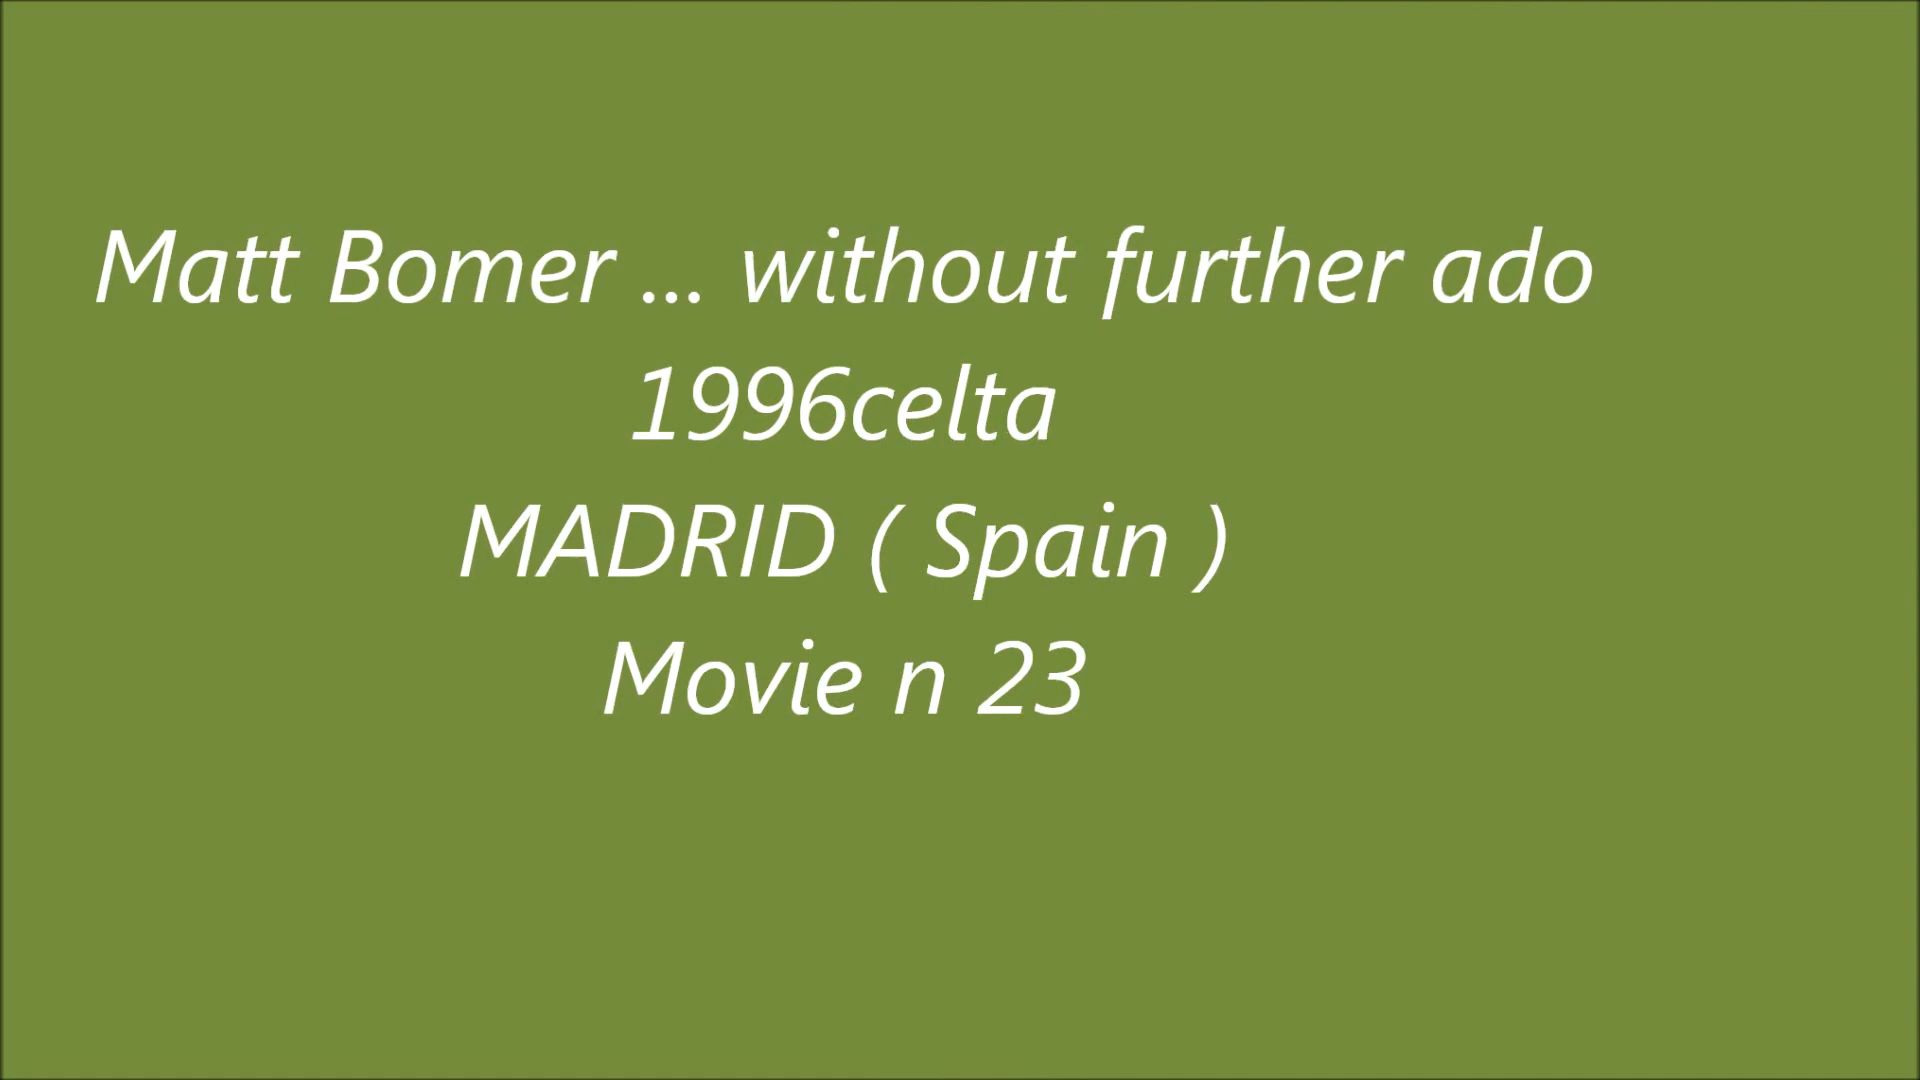 Matt Bomer ... without further ado
1996celta
MADRID ( Spain )
Movie n 23